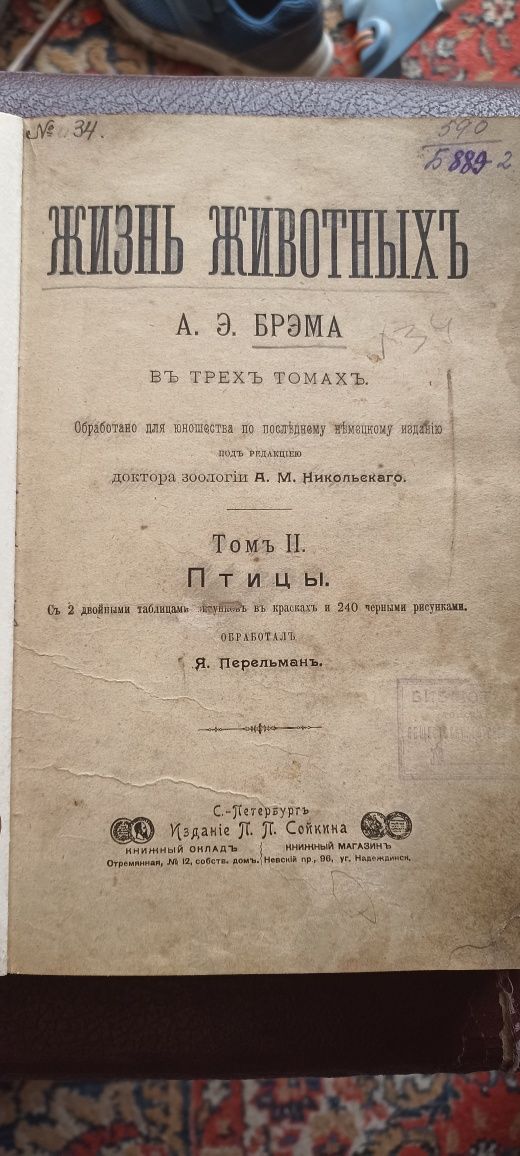 № 34.
590
Б 889 2
ЖИЗНЬ ЖИВОТНЫХЪ
А. Э. БРЭМА
34
ВЪ ТРЕХЪ ТОМАХЪ.
Обработано для юношества по послѣднему нѣмецкому изданію
ПОДЪ РЕДАКЦІЕЮ
доктора зоологіи А. М. Никольскаго.
Томъ II.
Птицы.
Съ 2 двойными таблицами рисунковъ въ краскахъ и 240 черными рисунками.
ОБРАБОТАЛЪ
Я. Перельманъ.
С.-Петербургъ
Изданіе П. П. Сойкина
КНИЖНЫЙ СКЛАДЪ
Стремянная, № 12, собств. домъ.
КНИЖНЫЙ МАГАЗИНЪ
Невскій пр., 96, уг. Надеждинск.